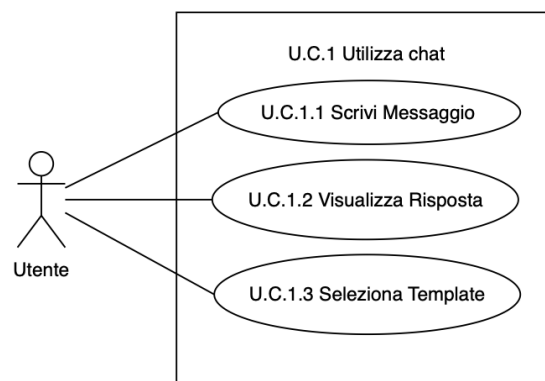 U.C.1 Utilizza chat
U.C.1.1 Scrivi Messaggio
U.C.1.2 Visualizza Risposta
U.C.1.3 Seleziona Template
Utente